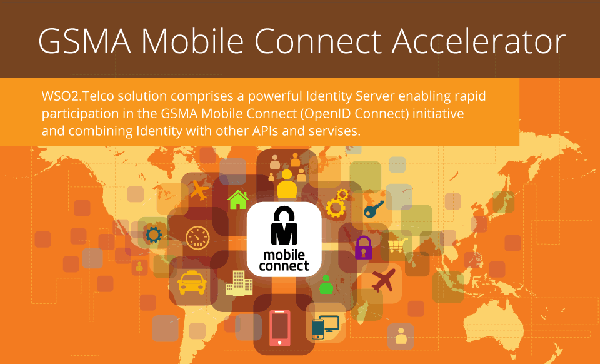 GSMA Mobile Connect Accelerator
WSO2.Telco solution comprises a powerful Identity Server enabling rapid
participation in the GSMA Mobile Connect (OpenID Connect) initiative
and combining Identity with other APIs and servises.
mobile
connect